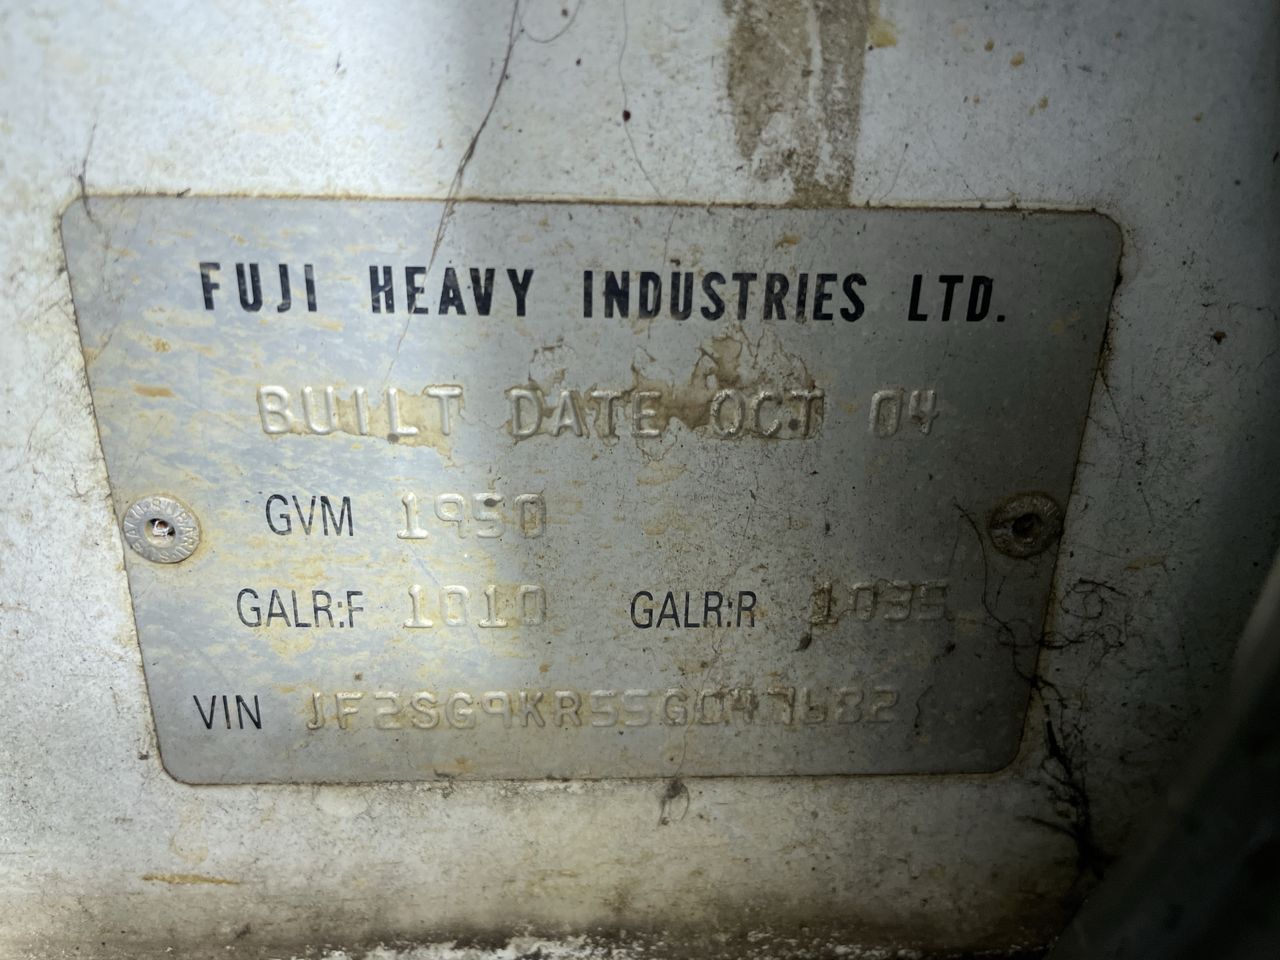 FUJI HEAVY INDUSTRIES LTD.
BUILT DATE OCT 04
GVM 1950
GALR:F 1010 GALR:R 1035
VIN JF2SG9KR55G047682